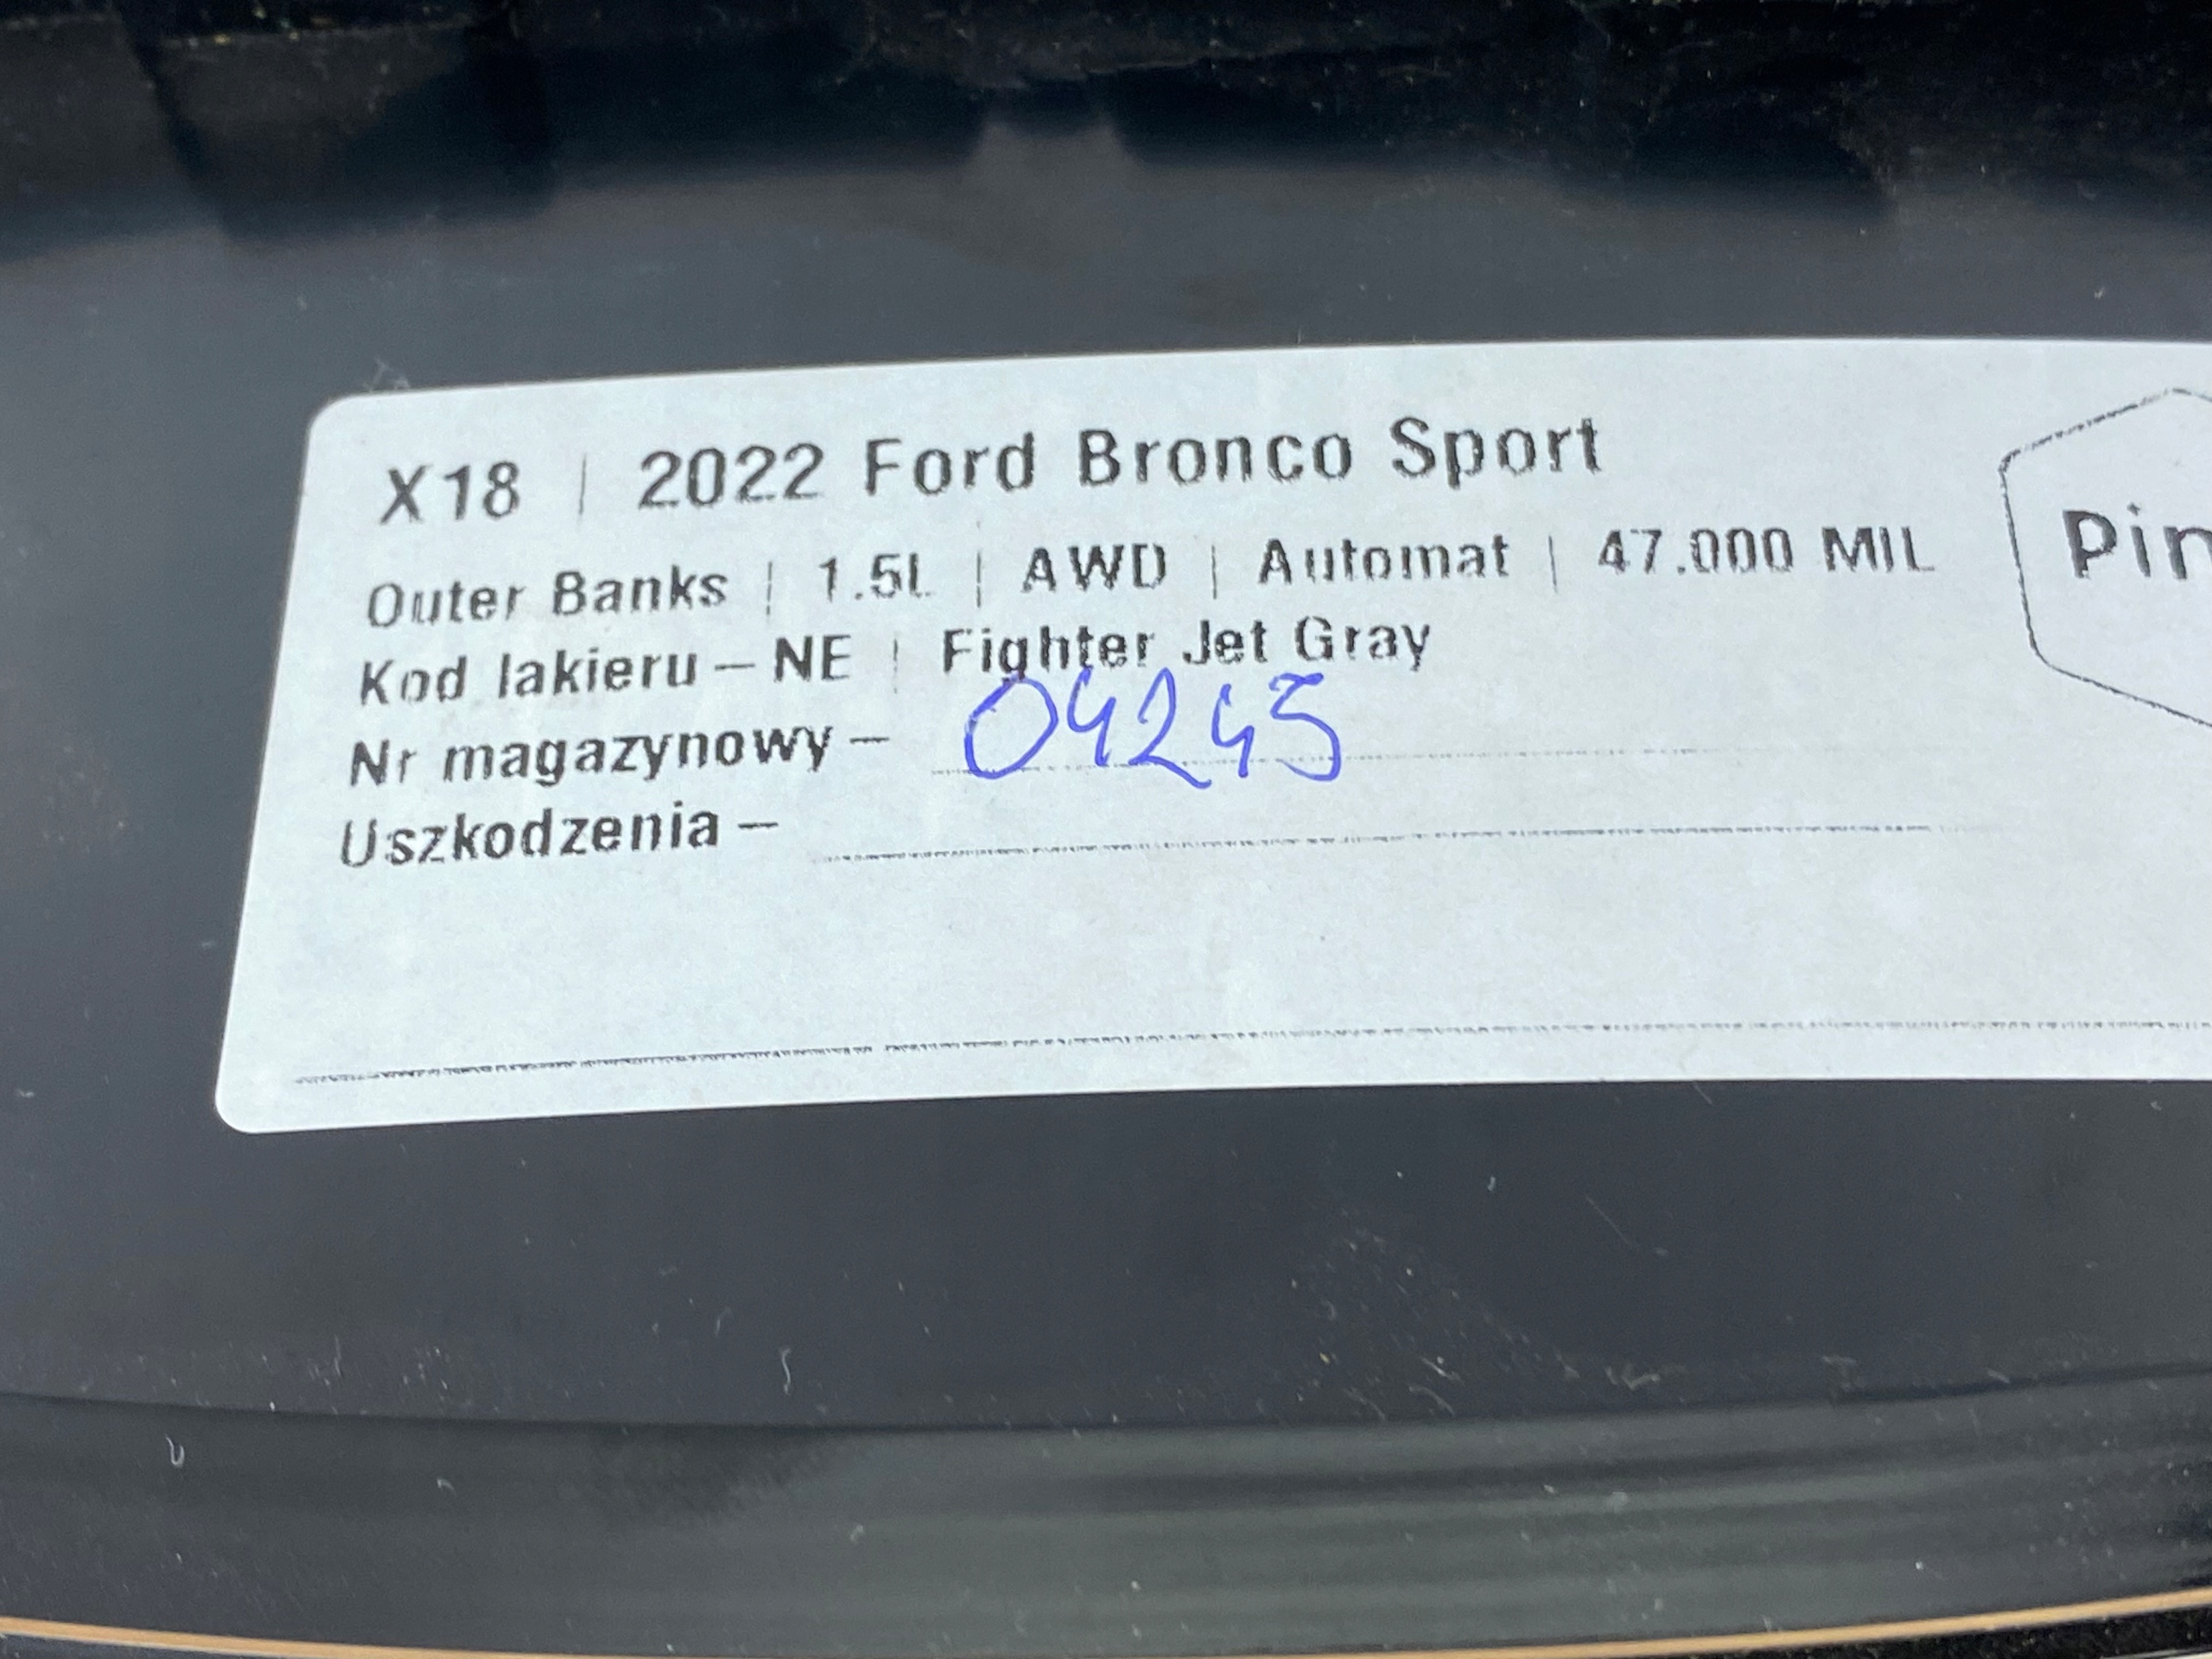 X18 | 2022 Ford Bronco Sport
Outer Banks | 1.5L | AWD | Automat | 47.000 MIL
Kod lakieru – NE | Fighter Jet Gray
Nr magazynowy – 04245
Uszkodzenia –